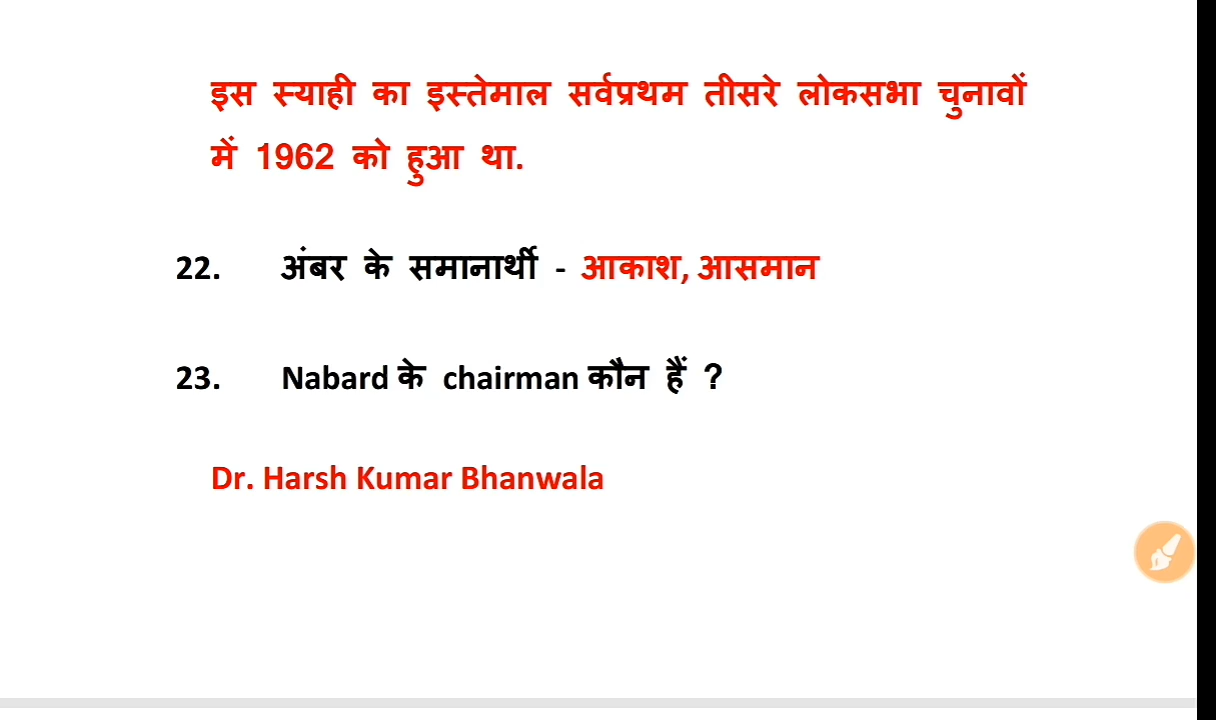 इस स्याही का इस्तेमाल सर्वप्रथम तीसरे लोकसभा चुनावों
में 1962 को हुआ था.
22. अंबर के समानार्थी - आकाश, आसमान
23. Nabard के chairman कौन हैं ?
Dr. Harsh Kumar Bhanwala